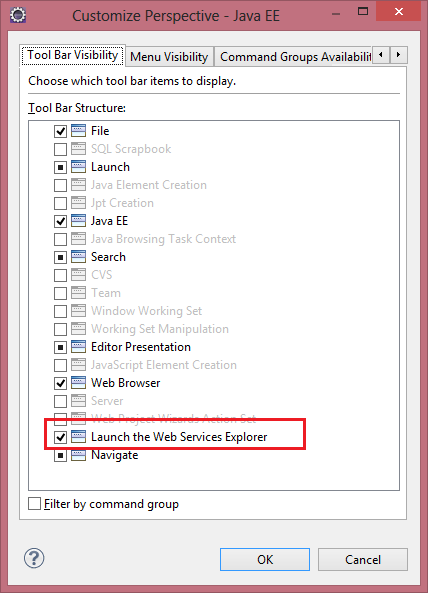 Customize Perspective - Java EE
Tool Bar Visibility Menu Visibility Command Groups Availabilit
Choose which tool bar items to display.
Tool Bar Structure:
File
SQL Scrapbook
Launch
Java Element Creation
Jpt Creation
Java EE
Java Browsing Task Context
Search
CVS
Team
Window Working Set
Working Set Manipulation
Editor Presentation
JavaScript Element Creation
Web Browser
Server
Web Project Wizards Action Set
Launch the Web Services Explorer
Navigate
Filter by command group
? OK Cancel